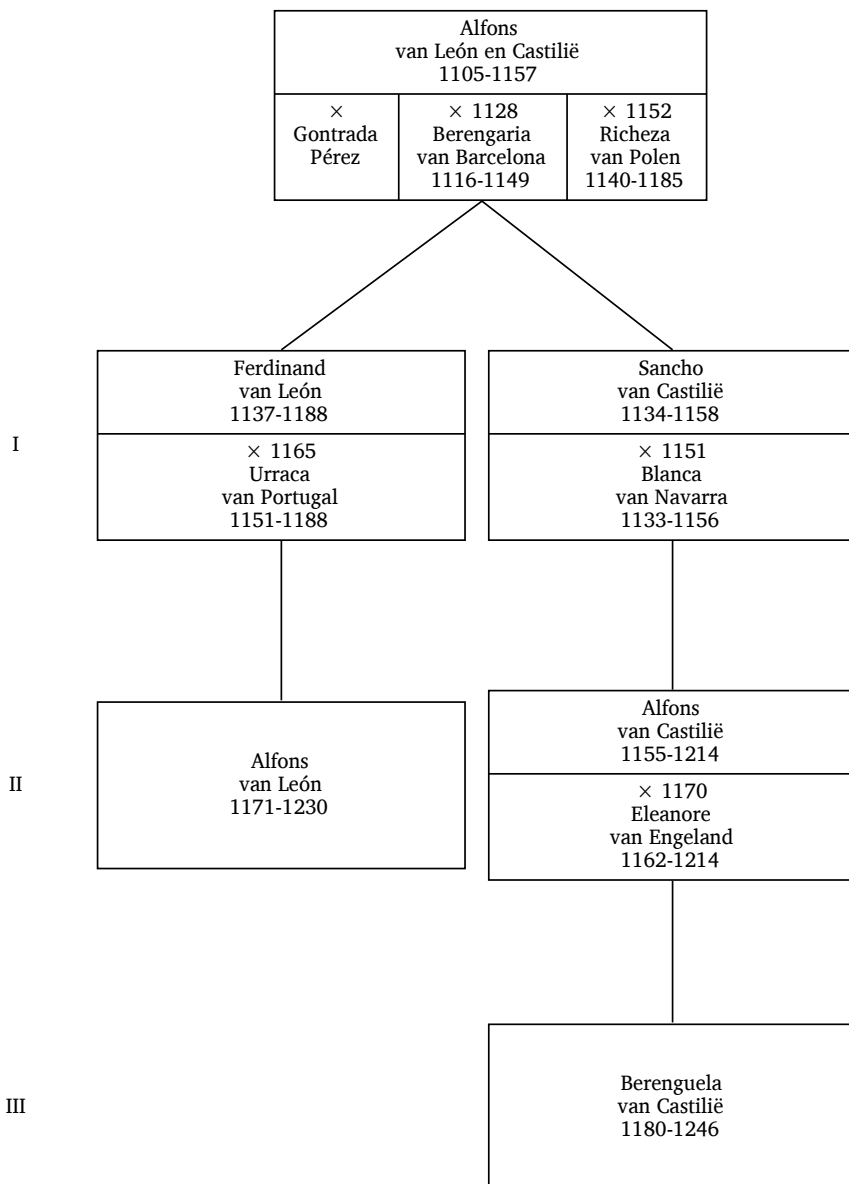 Alfons
van León en Castilië
1105-1157
×
Gontrada
Pérez
× 1128
Berengaria
van Barcelona
1116-1149
× 1152
Richeza
van Polen
1140-1185
I
Ferdinand
van León
1137-1188
× 1165
Urraca
van Portugal
1151-1188
Sancho
van Castilië
1134-1158
× 1151
Blanca
van Navarra
1133-1156
II
Alfons
van León
1171-1230
Alfons
van Castilië
1155-1214
× 1170
Eleanore
van Engeland
1162-1214
III
Berenguela
van Castilië
1180-1246